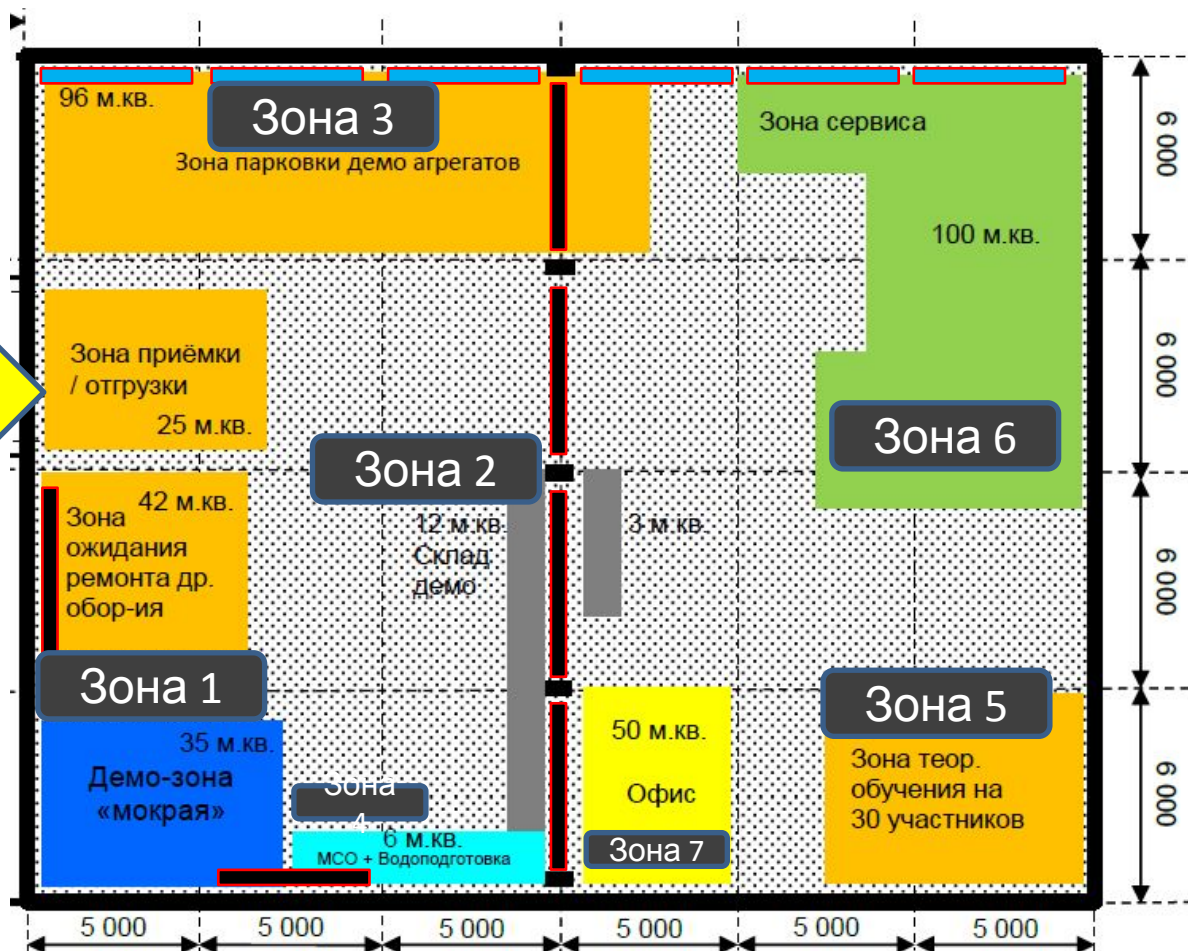 96 м.кв.
Зона 3
Зона парковки демо агрегатов
Зона сервиса
100 м.кв.
6 000
Зона приёмки
/ отгрузки
25 м.кв.
6 000
Зона 2
Зона 6
42 м.кв.
Зона
ожидания
ремонта др.
обор-ия
12 м.кв.
Склад
демо
3 м.кв.
6 000
Зона 1
Зона 5
35 м.кв.
Демо-зона
«мокрая»
Зона
4
6 м.кв.
МСО + Водоподготовка
50 м.кв.
Офис
Зона 7
Зона теор.
обучения на
30 участников
6 000
5 000 5 000 5 000 5 000 5 000 5 000